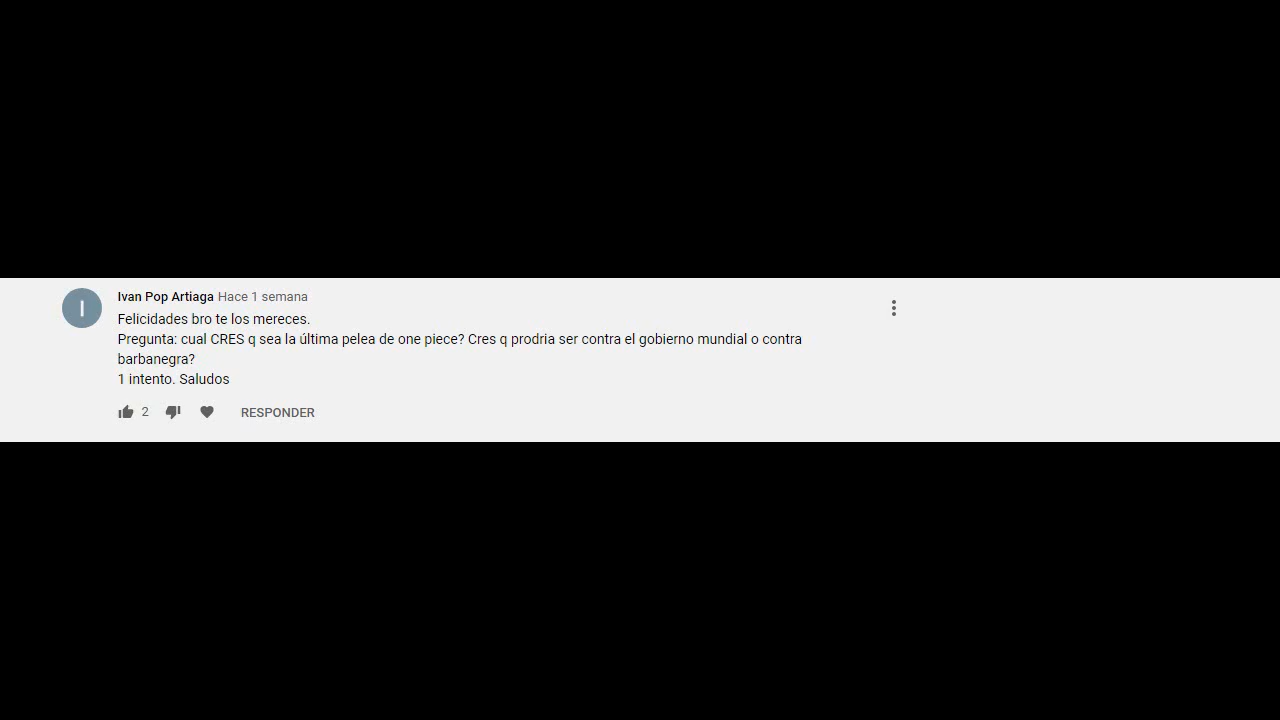 I
Ivan Pop Artiaga Hace 1 semana
Felicidades bro te los mereces.
Pregunta: cual CRES q sea la última pelea de one piece? Cres q prodria ser contra el gobierno mundial o contra
barbanegra?
1 intento. Saludos
2 RESPONDER